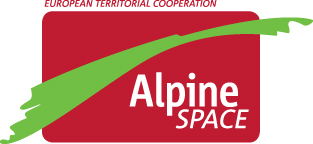 EUROPEAN TERRITORIAL COOPERATION
Alpine
SPACE